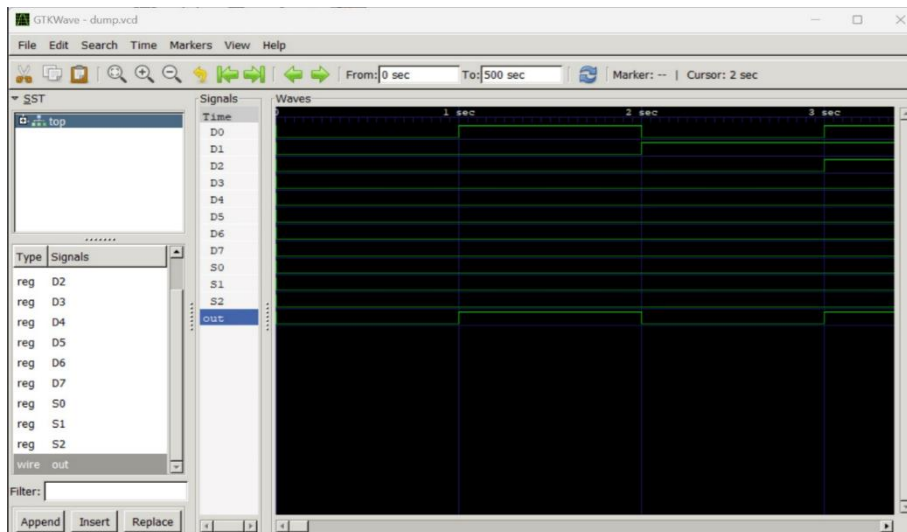 GTKWave - dump.vcd
File Edit Search Time Markers View Help
From: 0 sec To: 500 sec Marker: -- | Cursor: 2 sec
SST
top
Type Signals
reg D2
reg D3
reg D4
reg D5
reg D6
reg D7
reg S0
reg S1
reg S2
wire out
Filter:
Append Insert Replace
Signals
Time
D0
D1
D2
D3
D4
D5
D6
D7
S0
S1
S2
out
Waves
1 sec 2 sec 3 sec